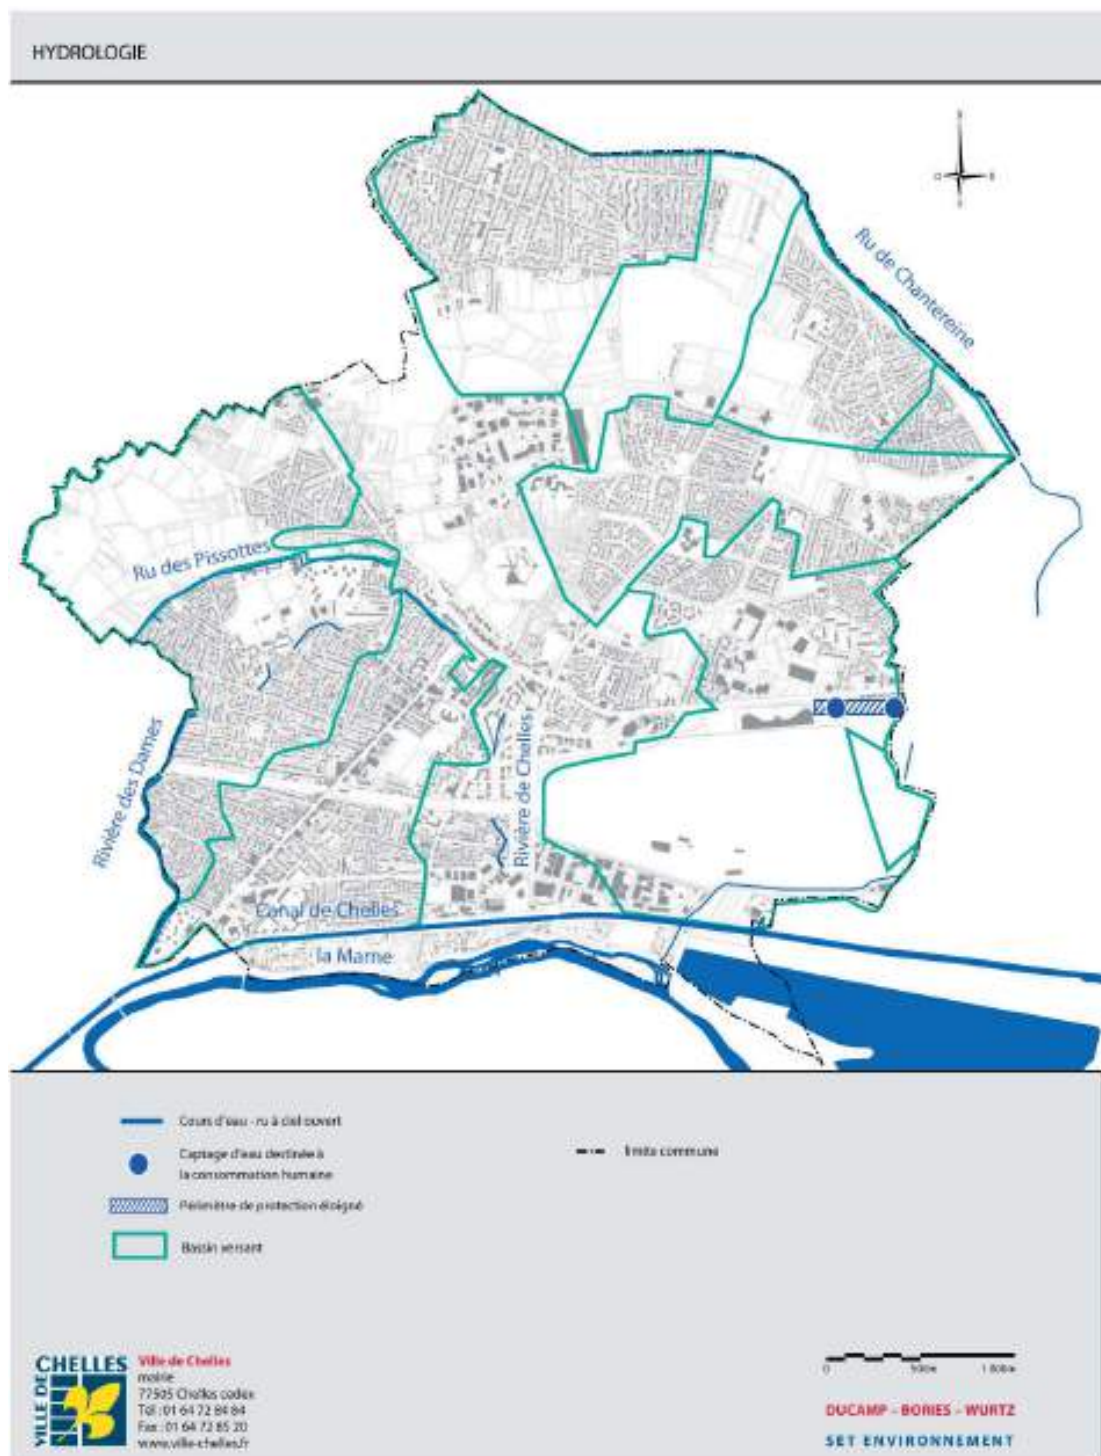 HYDROLOGIE
O
E
Ru de Chantereine
Ru des Pissottes
Rivière des Dames
Rivière de Chelles
Canal de Chelles
la Marne
Cours d'eau - ru à ciel ouvert
Captage d'eau destinée à
la consommation humaine
Périmètre de protection éloigné
Bassin versant
limite commune
VILLE DE
CHELLES
Ville de Chelles
mairie
77505 Chelles cedex
Tél : 01 64 72 84 84
Fax : 01 64 72 85 20
www.ville-chelles.fr
0 500m 1 000m
DUCAMP - BORIES - WURTZ
SET ENVIRONNEMENT